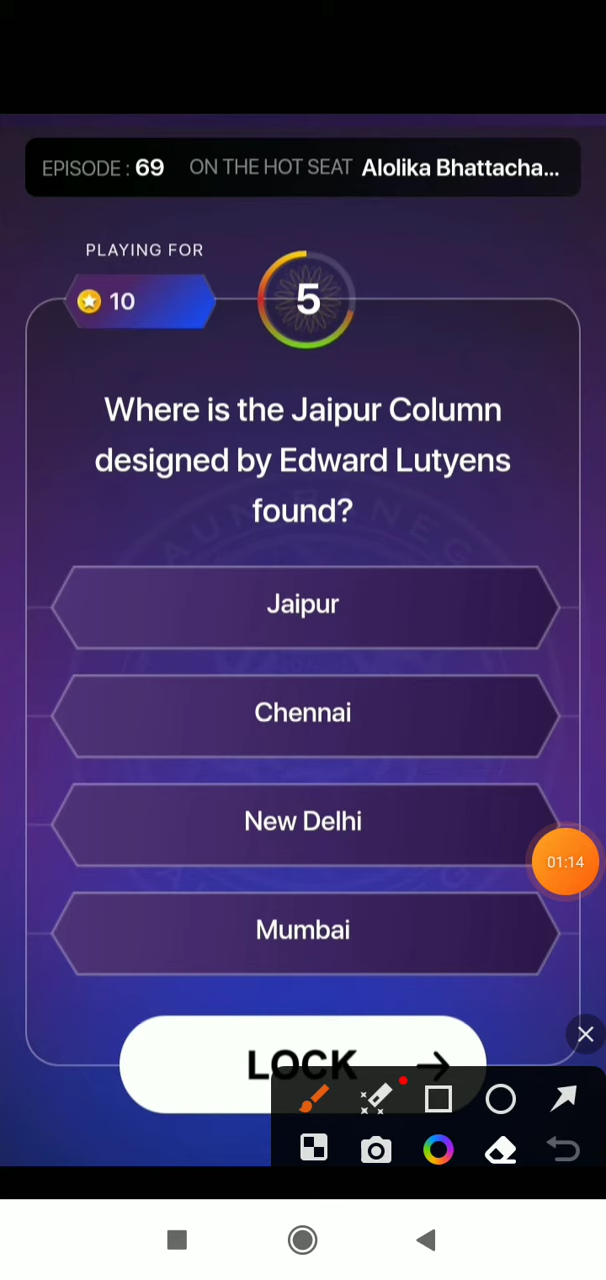 EPISODE : 69 ON THE HOT SEAT Alolika Bhattacha...
PLAYING FOR
10
5
Where is the Jaipur Column
designed by Edward Lutyens
found?
Jaipur
Chennai
New Delhi
01:14
Mumbai
LOCK